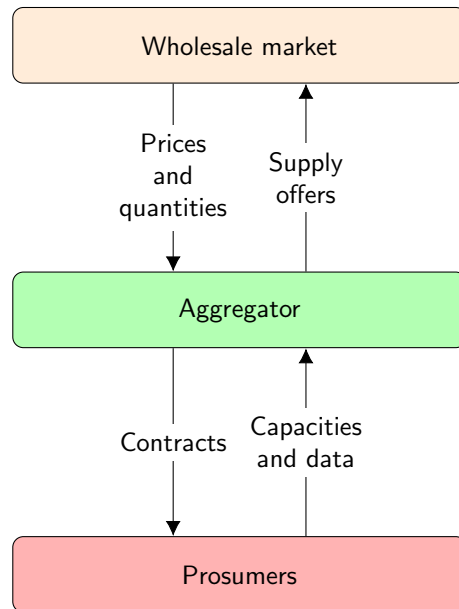 Wholesale market
Prices
and
quantities
Supply
offers
Aggregator
Contracts
Capacities
and data
Prosumers